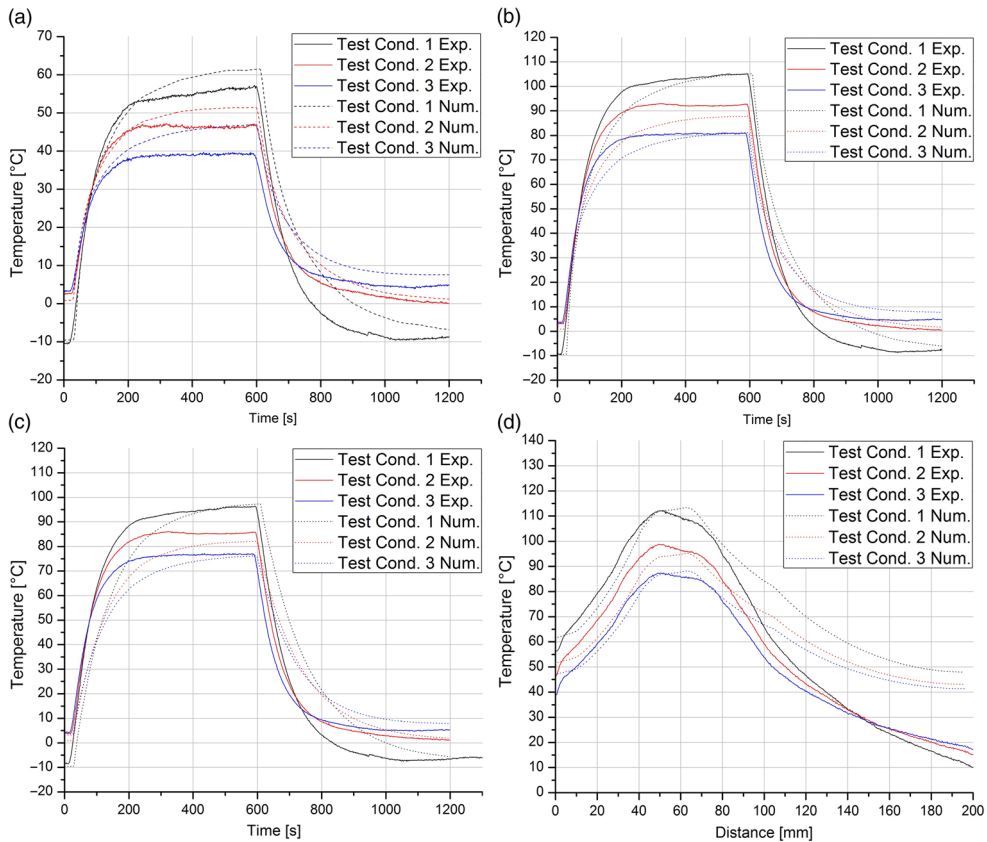 (a)
70
60
50
40
30
20
10
0
−10
−20
Temperature [°C]
0 200 400 600 800 1000 1200
Time [s]
Test Cond. 1 Exp.
Test Cond. 2 Exp.
Test Cond. 3 Exp.
Test Cond. 1 Num.
Test Cond. 2 Num.
Test Cond. 3 Num.
(b)
120
110
100
90
80
70
60
50
40
30
20
10
0
−10
−20
Temperature [°C]
0 200 400 600 800 1000 1200
Time [s]
Test Cond. 1 Exp.
Test Cond. 2 Exp.
Test Cond. 3 Exp.
Test Cond. 1 Num.
Test Cond. 2 Num.
Test Cond. 3 Num.
(c)
120
110
100
90
80
70
60
50
40
30
20
10
0
−10
−20
Temperature [°C]
0 200 400 600 800 1000 1200
Time [s]
Test Cond. 1 Exp.
Test Cond. 2 Exp.
Test Cond. 3 Exp.
Test Cond. 1 Num.
Test Cond. 2 Num.
Test Cond. 3 Num.
(d)
140
130
120
110
100
90
80
70
60
50
40
30
20
10
0
Temperature [°C]
0 20 40 60 80 100 120 140 160 180 200
Distance [mm]
Test Cond. 1 Exp.
Test Cond. 2 Exp.
Test Cond. 3 Exp.
Test Cond. 1 Num.
Test Cond. 2 Num.
Test Cond. 3 Num.